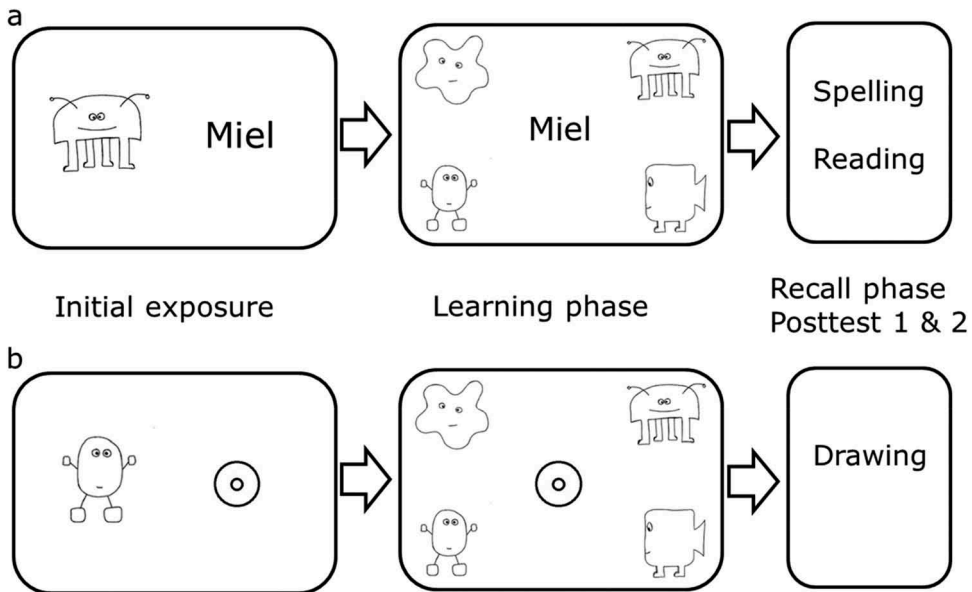 a
Miel
Miel
Spelling
Reading
Initial exposure
Learning phase
Recall phase
Posttest 1 & 2
b
Drawing